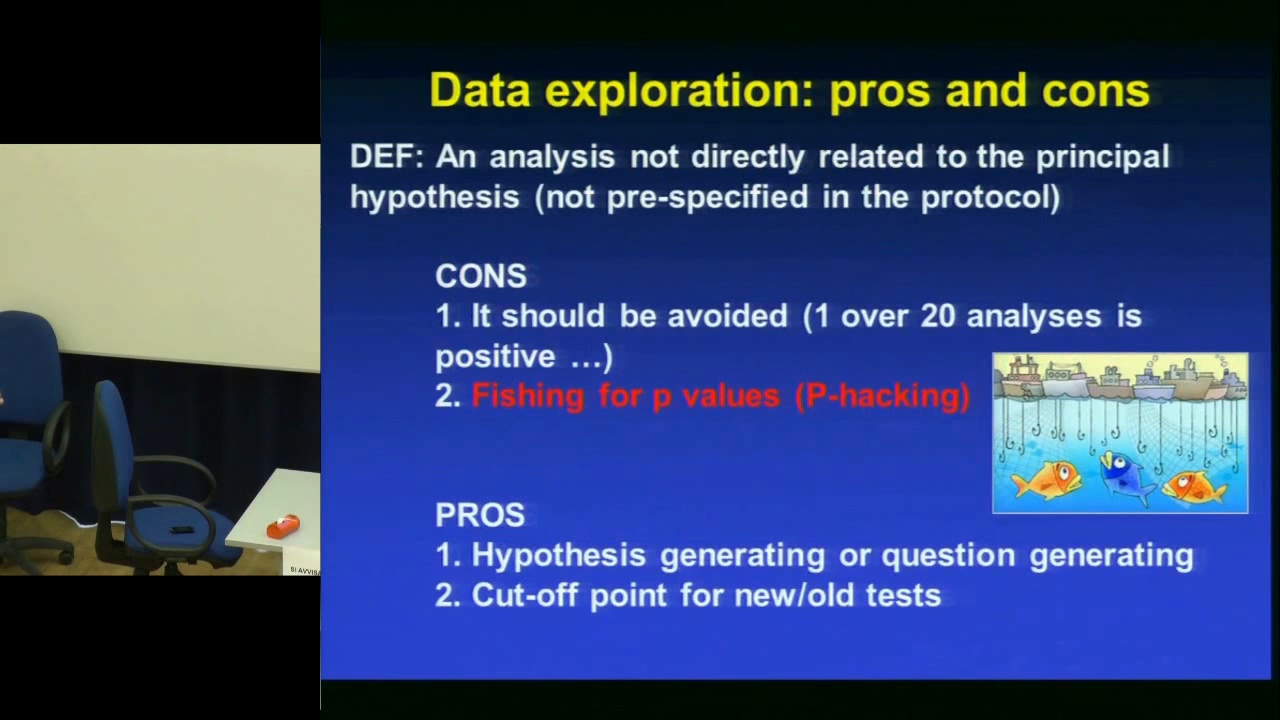 Data exploration: pros and cons
DEF: An analysis not directly related to the principal
hypothesis (not pre-specified in the protocol)
CONS
1. It should be avoided (1 over 20 analyses is
positive ...)
2. Fishing for p values (P-hacking)
PROS
1. Hypothesis generating or question generating
2. Cut-off point for new/old tests
SI AVVISA